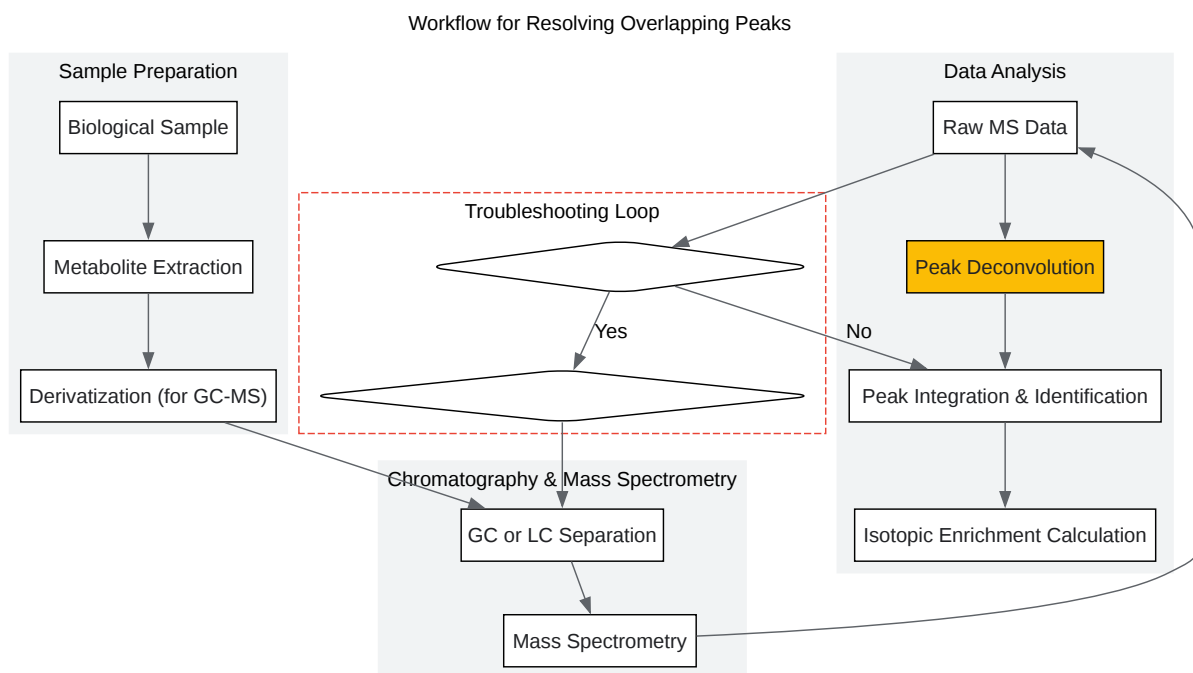 Workflow for Resolving Overlapping Peaks
Sample Preparation
Biological Sample
Metabolite Extraction
Derivatization (for GC-MS)
Troubleshooting Loop
Yes
No
Chromatography & Mass Spectrometry
GC or LC Separation
Mass Spectrometry
Data Analysis
Raw MS Data
Peak Deconvolution
Peak Integration & Identification
Isotopic Enrichment Calculation